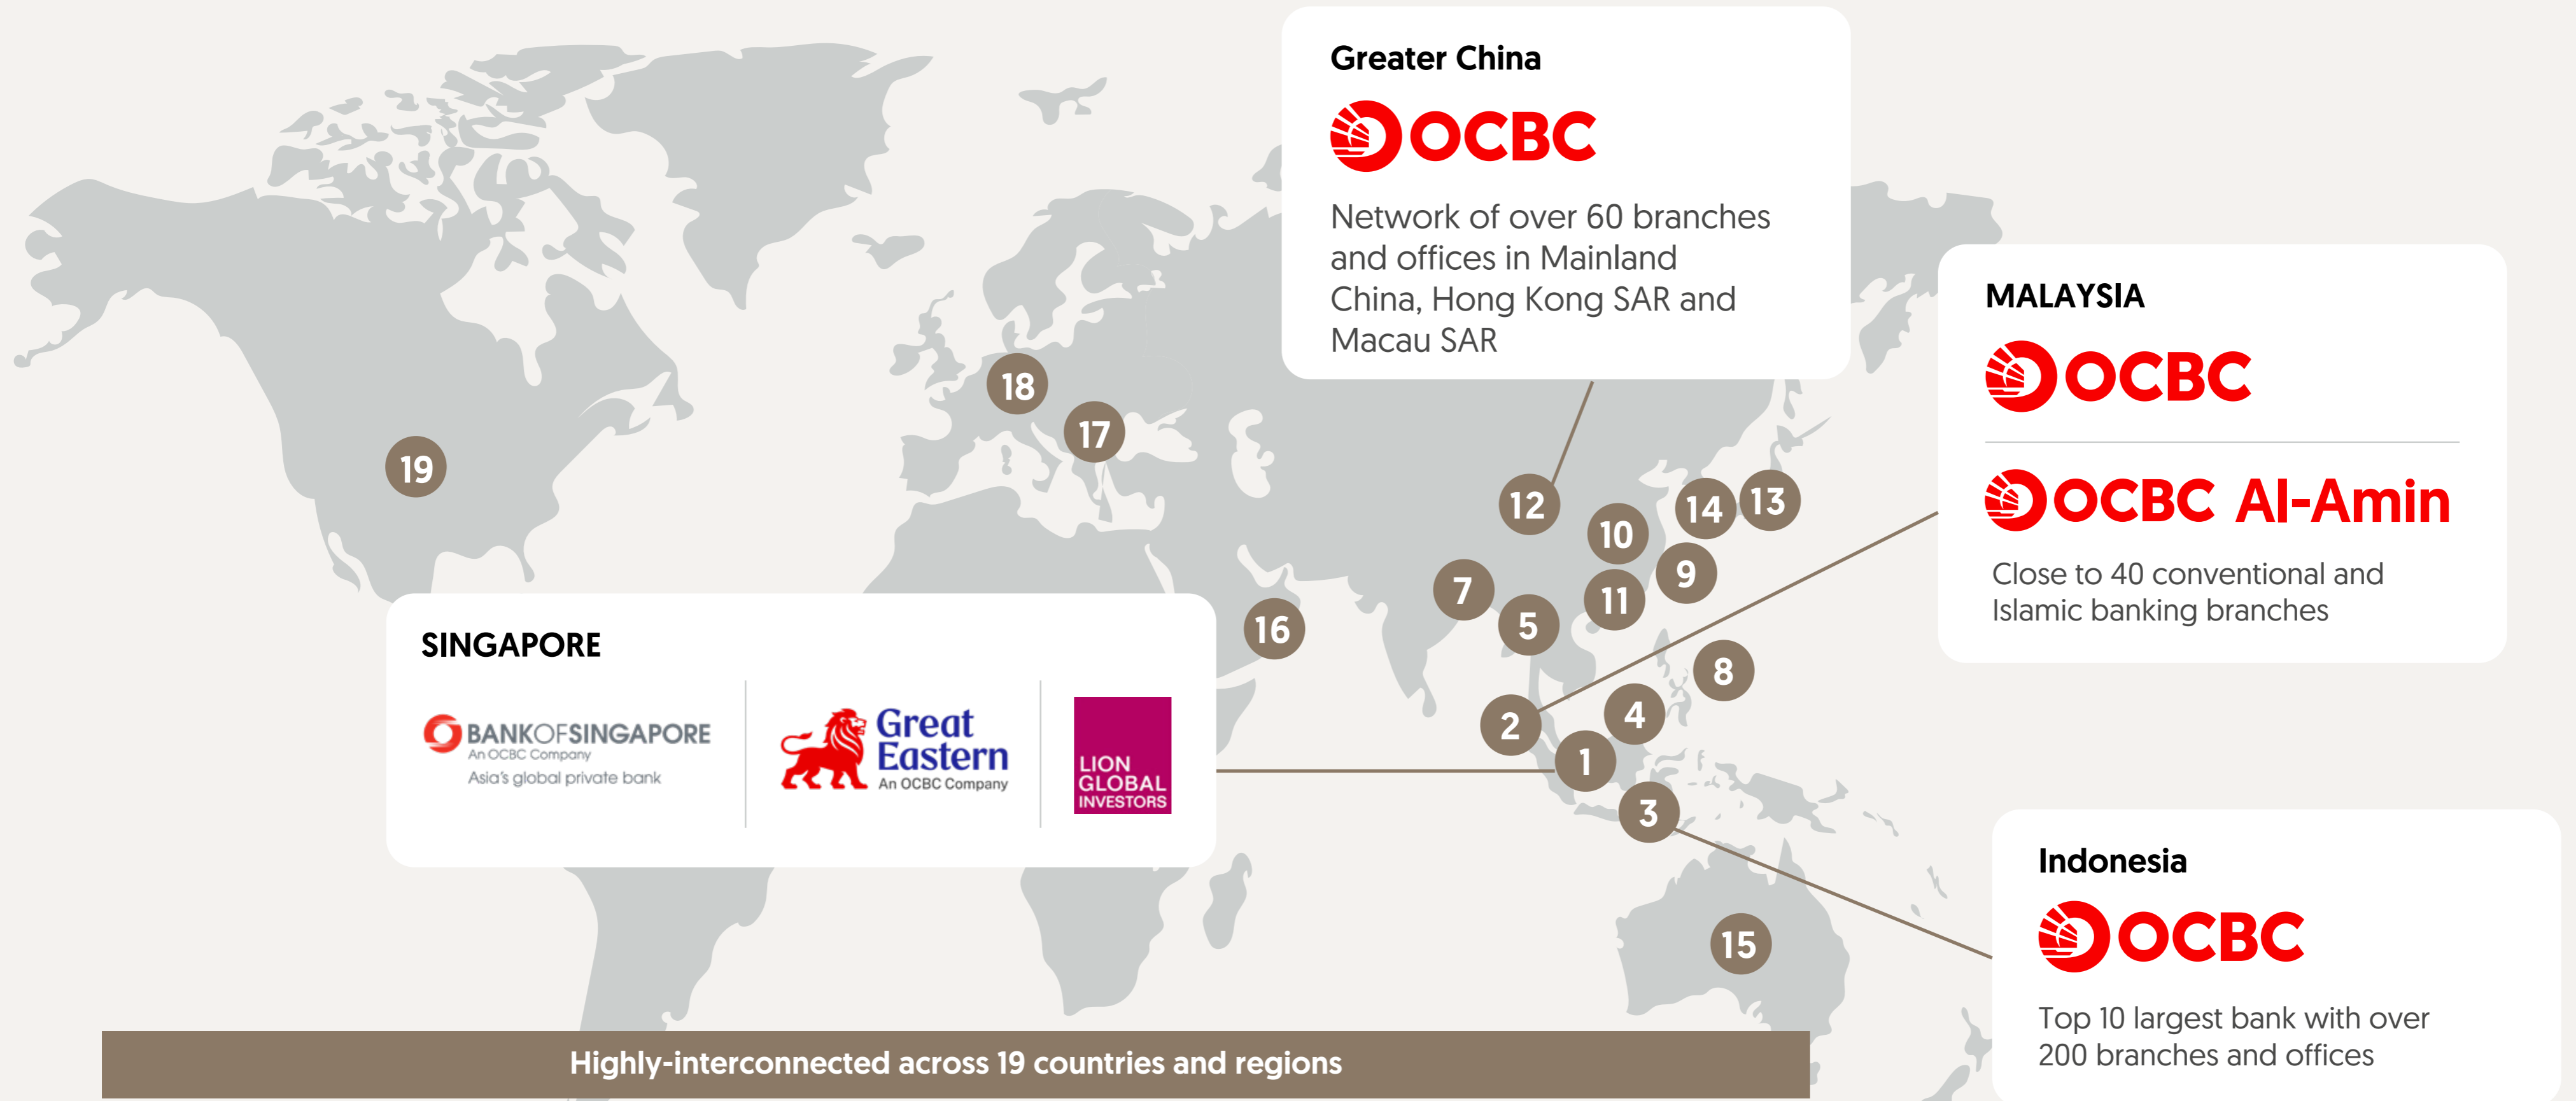 Greater China
OCBC
Network of over 60 branches
and offices in Mainland
China, Hong Kong SAR and
Macau SAR
MALAYSIA
OCBC
OCBC Al-Amin
Close to 40 conventional and
Islamic banking branches
SINGAPORE
BANKOFSINGAPORE
An OCBC Company
Asia's global private bank
Great
Eastern
An OCBC Company
LION
GLOBAL
INVESTORS
Indonesia
OCBC
Top 10 largest bank with over
200 branches and offices
18
17
19
12
14
13
10
9
7
11
5
16
8
2
4
1
3
15
Highly-interconnected across 19 countries and regions